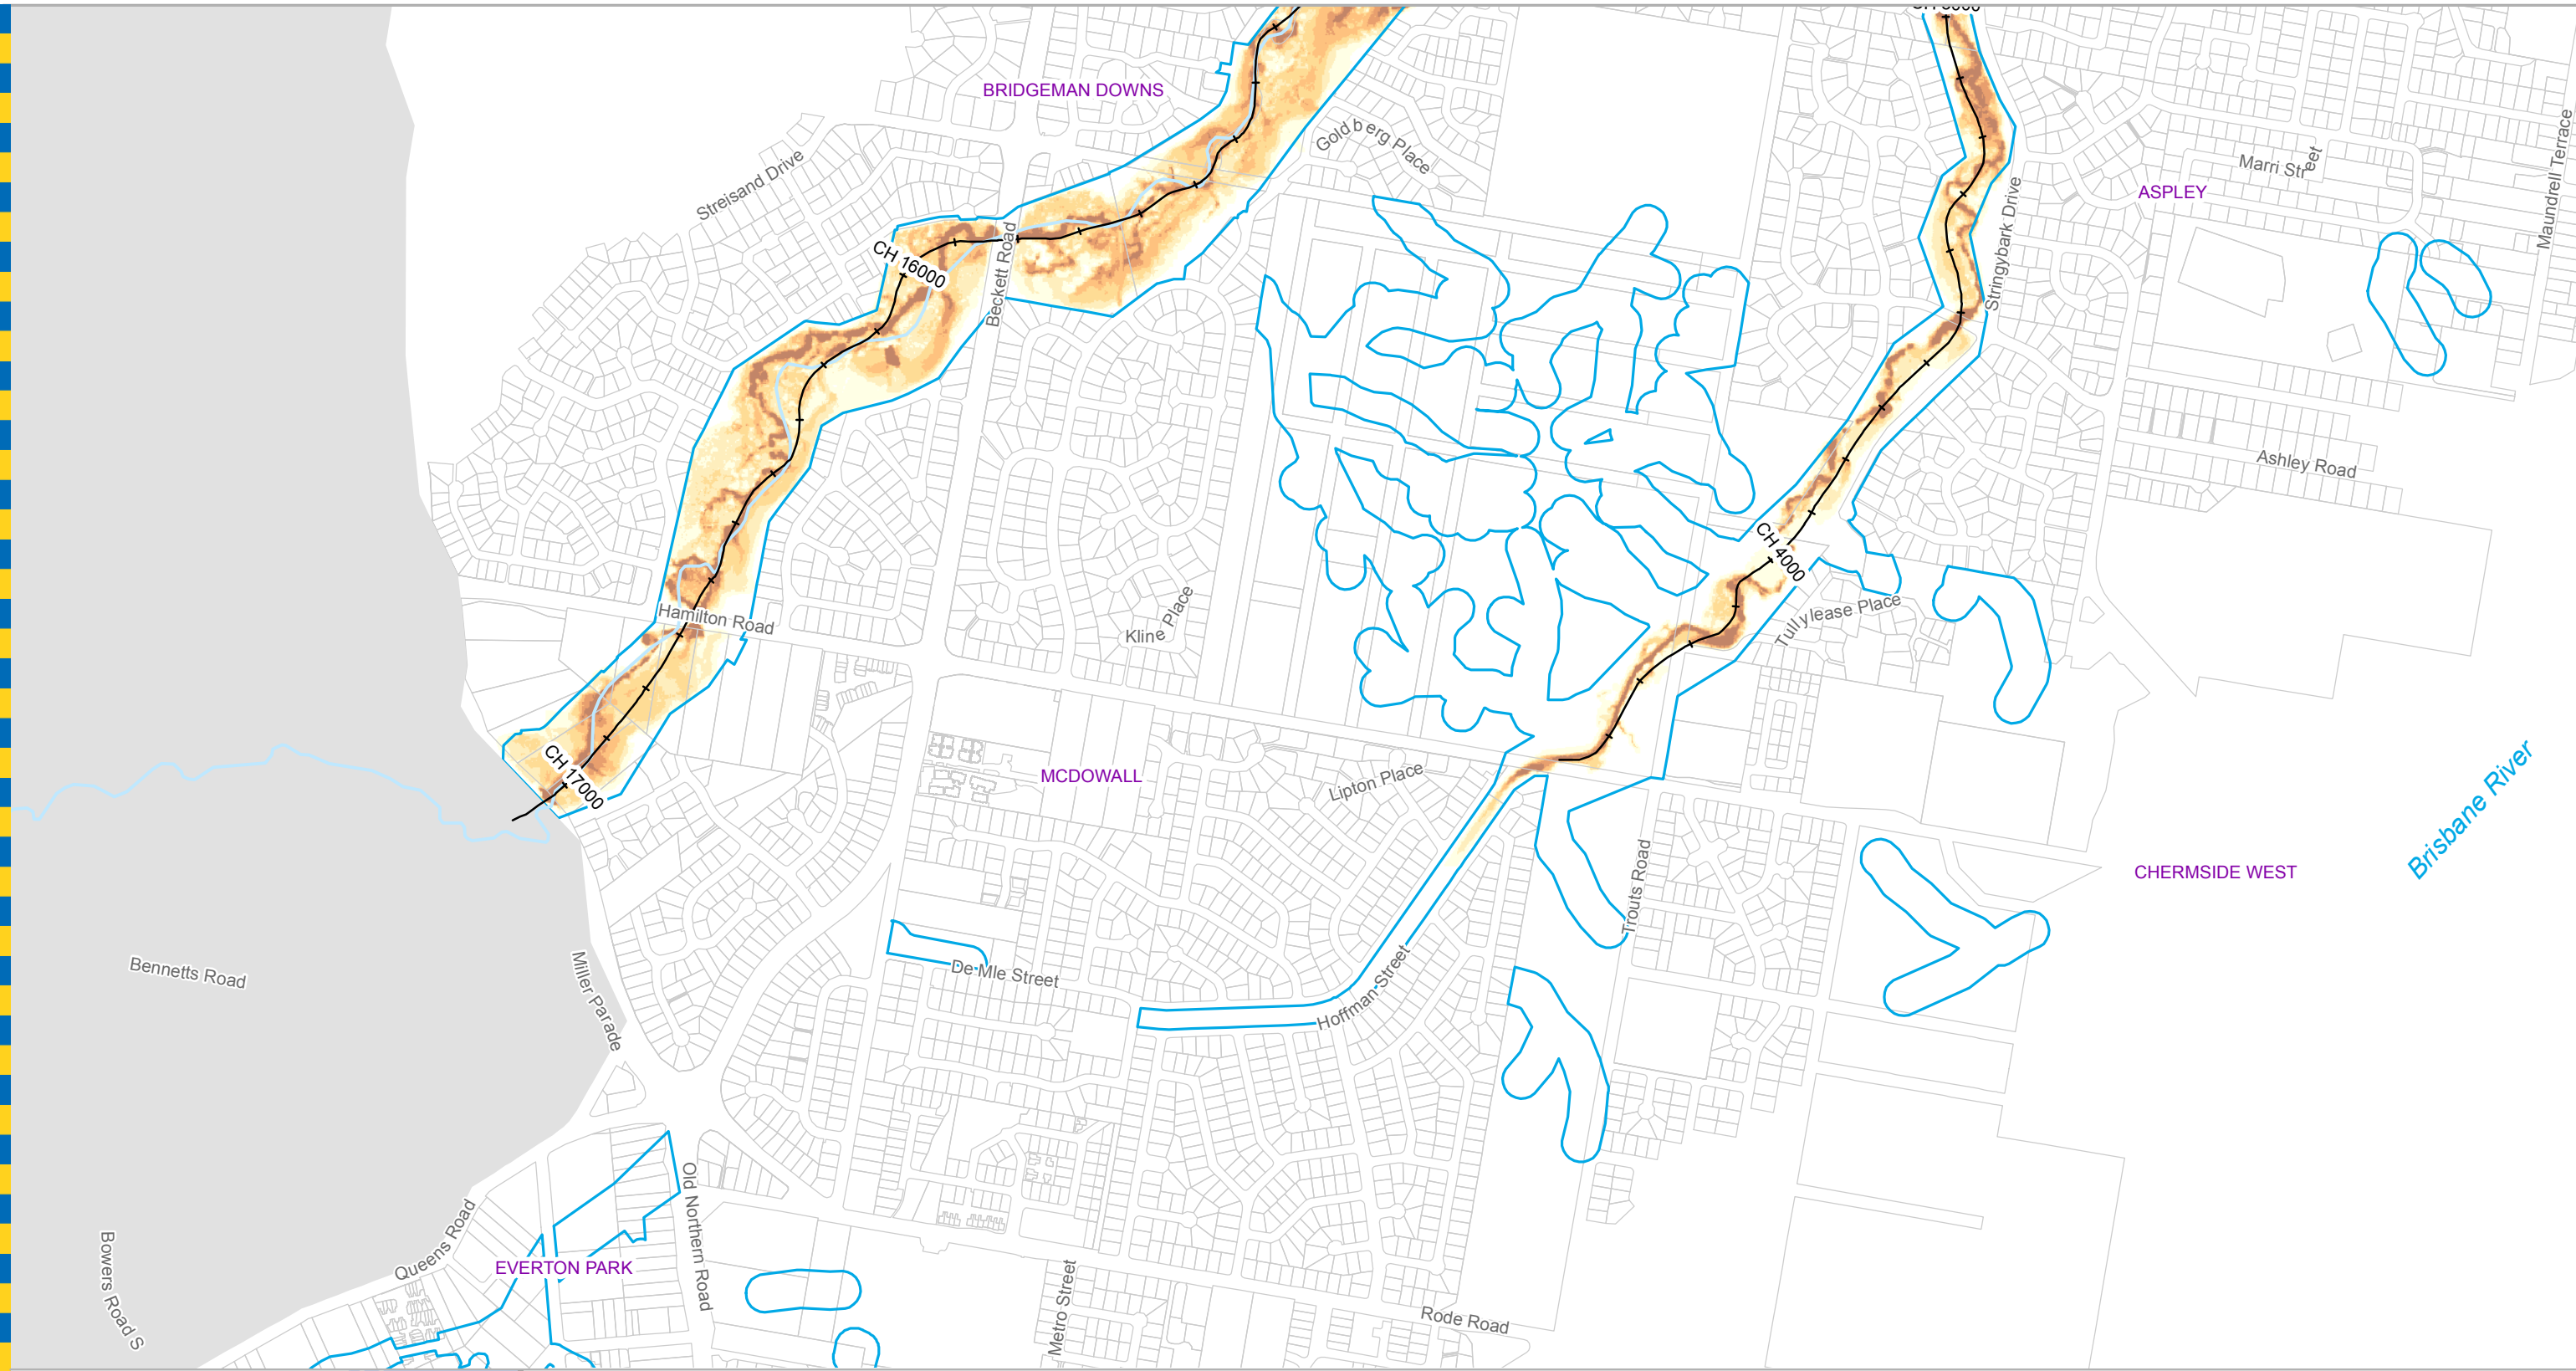 BRIDGEMAN DOWNS
Goldberg Place
Streisand Drive
Marri Street
Maundrell Terrace
ASPLEY
Stringybark Drive
CH 16000
Beckett Road
Ashley Road
CH 4000
Tullylease Place
Hamilton Road
Kline Place
CH 17000
MCDOWALL
Lipton Place
Brisbane River
CHERMSIDE WEST
Trouts Road
Bennetts Road
De Mle Street
Miller Parade
Hoffman Street
Old Northern Road
Queens Road
Bowers Road S
EVERTON PARK
Metro Street
Rode Road